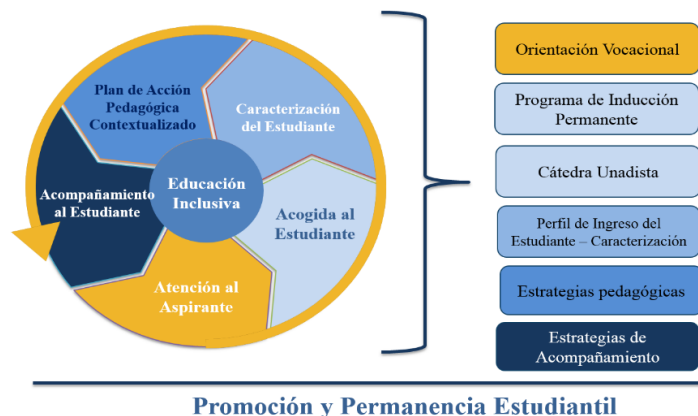 Plan de Acción
Pedagógica
Contextualizado
Caracterización
del Estudiante
Acompañamiento
al Estudiante
Educación
Inclusiva
Acogida al
Estudiante
Atención al
Aspirante
Orientación Vocacional
Programa de Inducción
Permanente
Cátedra Unadista
Perfil de Ingreso del
Estudiante – Caracterización
Estrategias pedagógicas
Estrategias de
Acompañamiento
Promoción y Permanencia Estudiantil